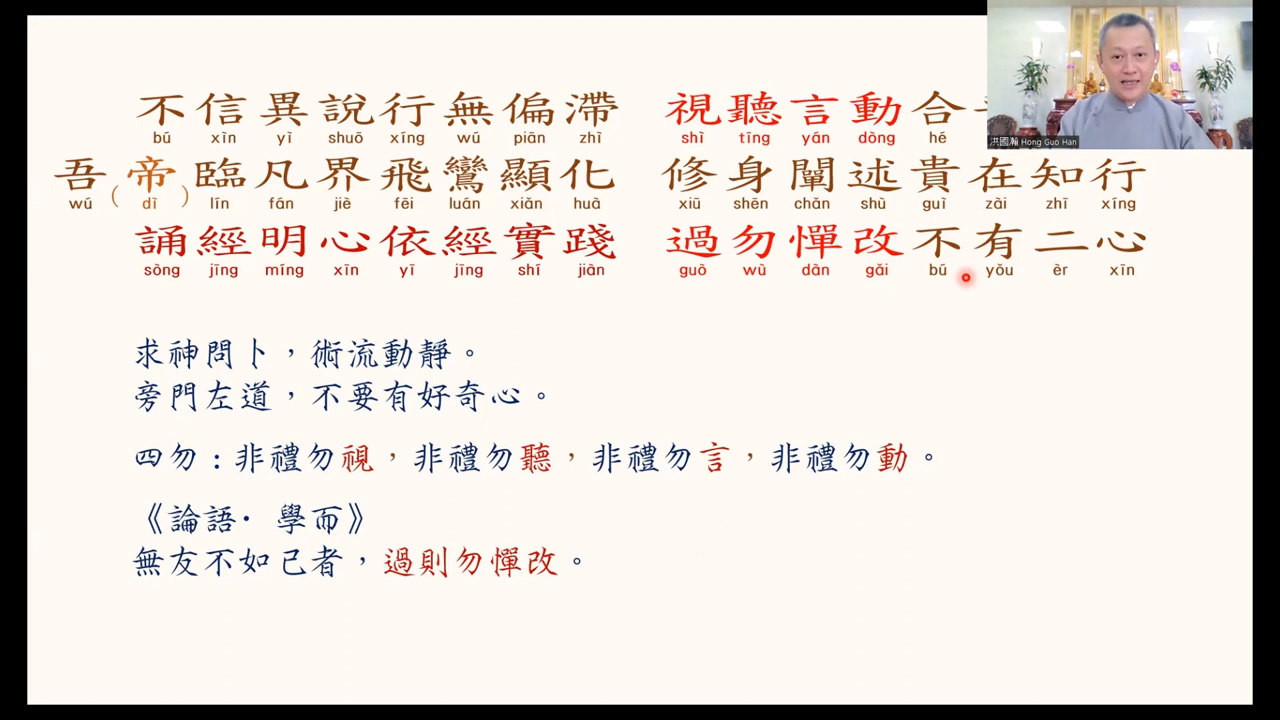 不信異說行無偏滯 視聽言動合
bú xīn yì shuō xíng wú piān zhì shì tīng yán dòng hé
吾(帝)臨凡界飛鸞顯化 修身闡述貴在知行
wú dì lín fán jiè fēi luán xiǎn huà xiū shēn chǎn shù guì zài zhī xíng
誦經明心依經實踐 過勿憚改不有二心
sòng jīng míng xīn yī jīng shí jiàn guò wū dàn gǎi bú yǒu èr xīn
求神問卜，術流動靜。
旁門左道，不要有好奇心。
四勿：非禮勿視，非禮勿聽，非禮勿言，非禮勿動。
《論語· 學而》
無友不如己者，過則勿憚改。
洪國瀚 Hong Guo Han